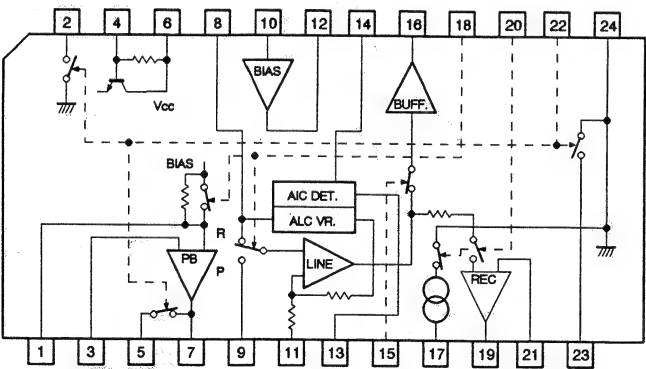 2 4 6 8 10 12 14 16 18 20 22 24
BIAS
Vcc
BUFF.
BIAS
AIC DET.
ALC VR.
R
PB P
LINE
REC
1 3 5 7 9 11 13 15 17 19 21 23